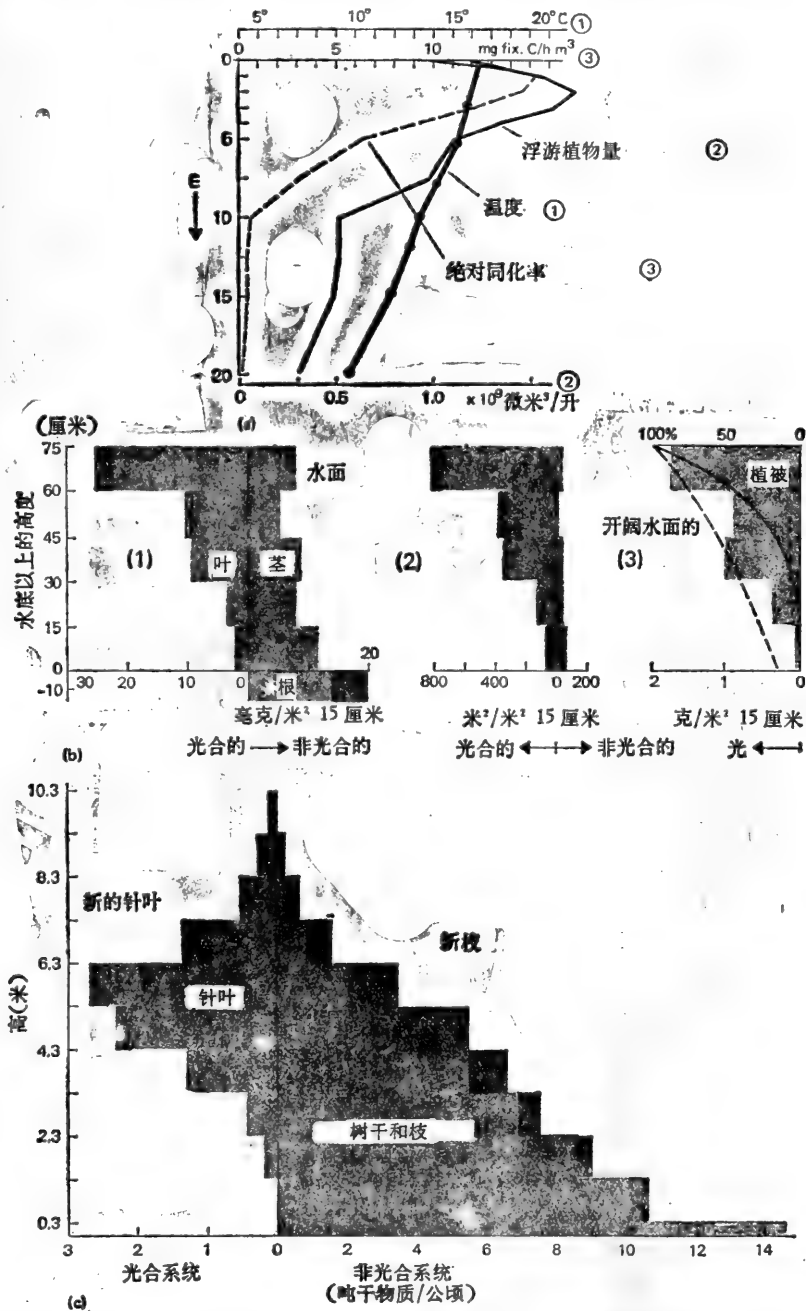 5° 10° 15° 20°C ①
0 5 10 mg fix. C/h m³ ③
0
5
浮游植物量 ②
m
温度 ①
10
绝对同化率 ③
15
20
0 0.5 1.0 ②
(a) ×10⁹微米³/升
(厘米)
75
60
45
30
15
0
-10
水底以上的高度
水面
(1)
叶 茎
根
20
30 20 10 0
毫克/米² 15 厘米
光合的 → 非光合的
(2)
800 400 0 200
米²/米² 15 厘米
光合的 ←→ 非光合的
100% 50 0
植被
开阔水面的
(3)
2 1 0
克/米² 15 厘米
光 ←
(b)
10.3
8.3
6.3
4.3
2.3
0.3
高(米)
新的针叶
新枝
针叶
树干和枝
3 2 1 0 2 4 6 8 10 12 14
光合系统 非光合系统
(吨干物质/公顷)
(c)